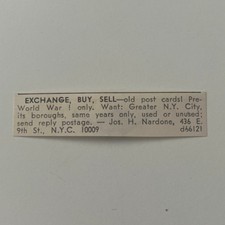 EXCHANGE, BUY, SELL—old post cards! Pre-
World War I only. Want: Greater N.Y. City,
its boroughs, same years only, used or unused;
send reply postage. — Jos. H. Nardone, 436 E.
9th St., N.Y.C. 10009 d66121